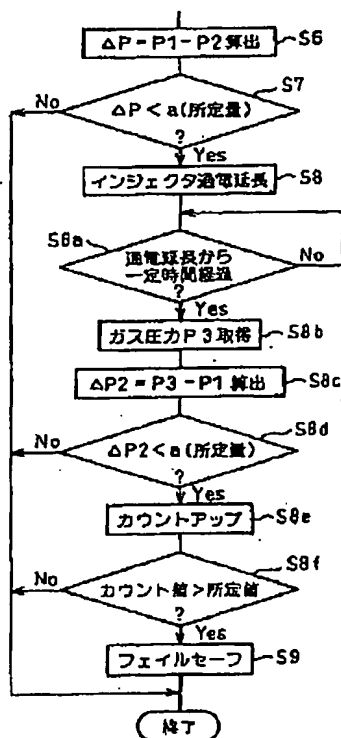 ΔP=P1-P2算出
S6
S7
No
ΔP<a(所定量)
?
Yes
インジェクタ通電延長
S8
S8a
通電延長から
一定時間経過
No
?
Yes
ガス圧力P3取得
S8b
ΔP2=P3-P1算出
S8c
S8d
No
ΔP2<a(所定量)
?
Yes
カウントアップ
S8e
S8f
No
カウント値>所定値
?
Yes
フェイルセーフ
S9
終了